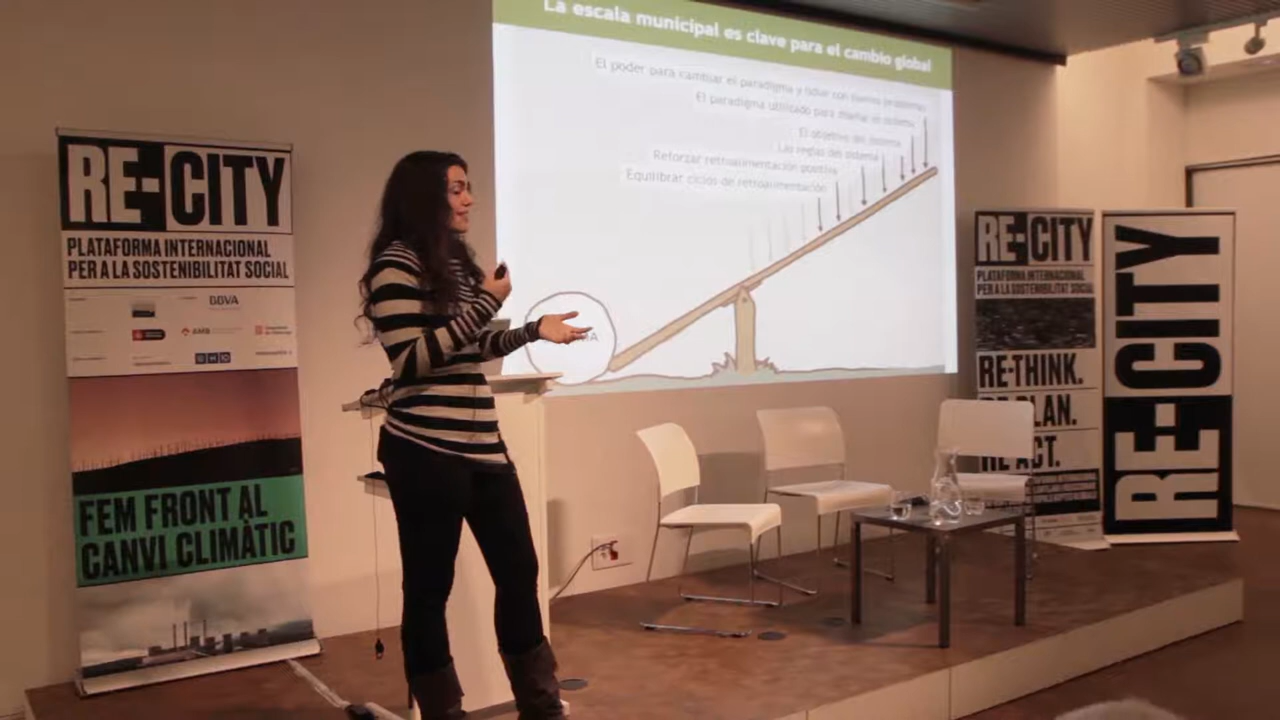 La escala municipal es clave para el cambio global
El poder para cambiar el paradigma y lidiar con nuevos problemas
El paradigma utilizado para diseñar el sistema
El objetivo del sistema
Las reglas del sistema
Reforzar retroalimentación positiva
Equilibrar ciclos de retroalimentación
RE-CITY
PLATAFORMA INTERNACIONAL
PER A LA SOSTENIBILITAT SOCIAL
BBVA
AMB
FEM FRONT AL
CANVI CLIMÀTIC
RE-CITY
PLATAFORMA INTERNACIONAL
PER A LA SOSTENIBILITAT SOCIAL
RE-THINK.
RE-CITY